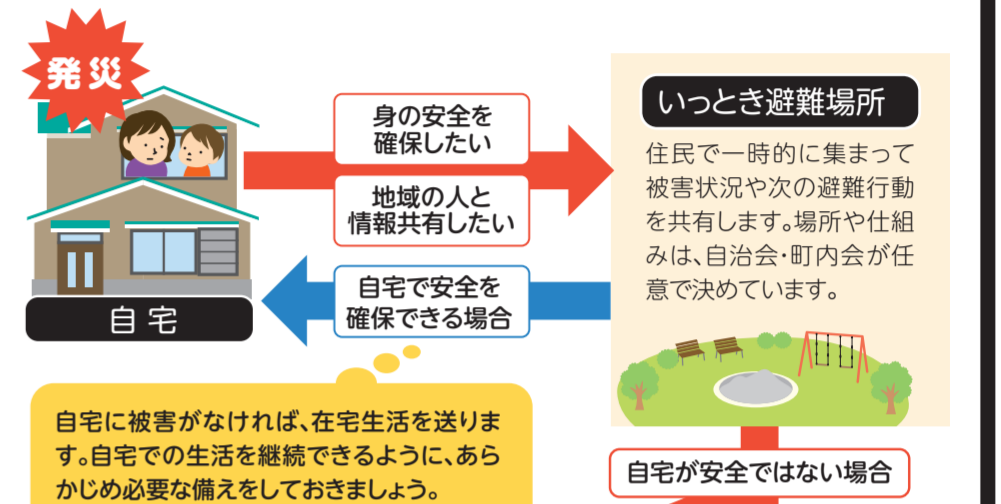 発災
身の安全を
確保したい
地域の人と
情報共有したい
自宅で安全を
確保できる場合
自宅
いっとき避難場所
住民で一時的に集まって
被害状況や次の避難行動
を共有します。場所や仕組
みは、自治会・町内会が任
意で決めています。
自宅に被害がなければ、在宅生活を送りま
す。自宅での生活を継続できるように、あら
かじめ必要な備えをしておきましょう。
自宅が安全ではない場合